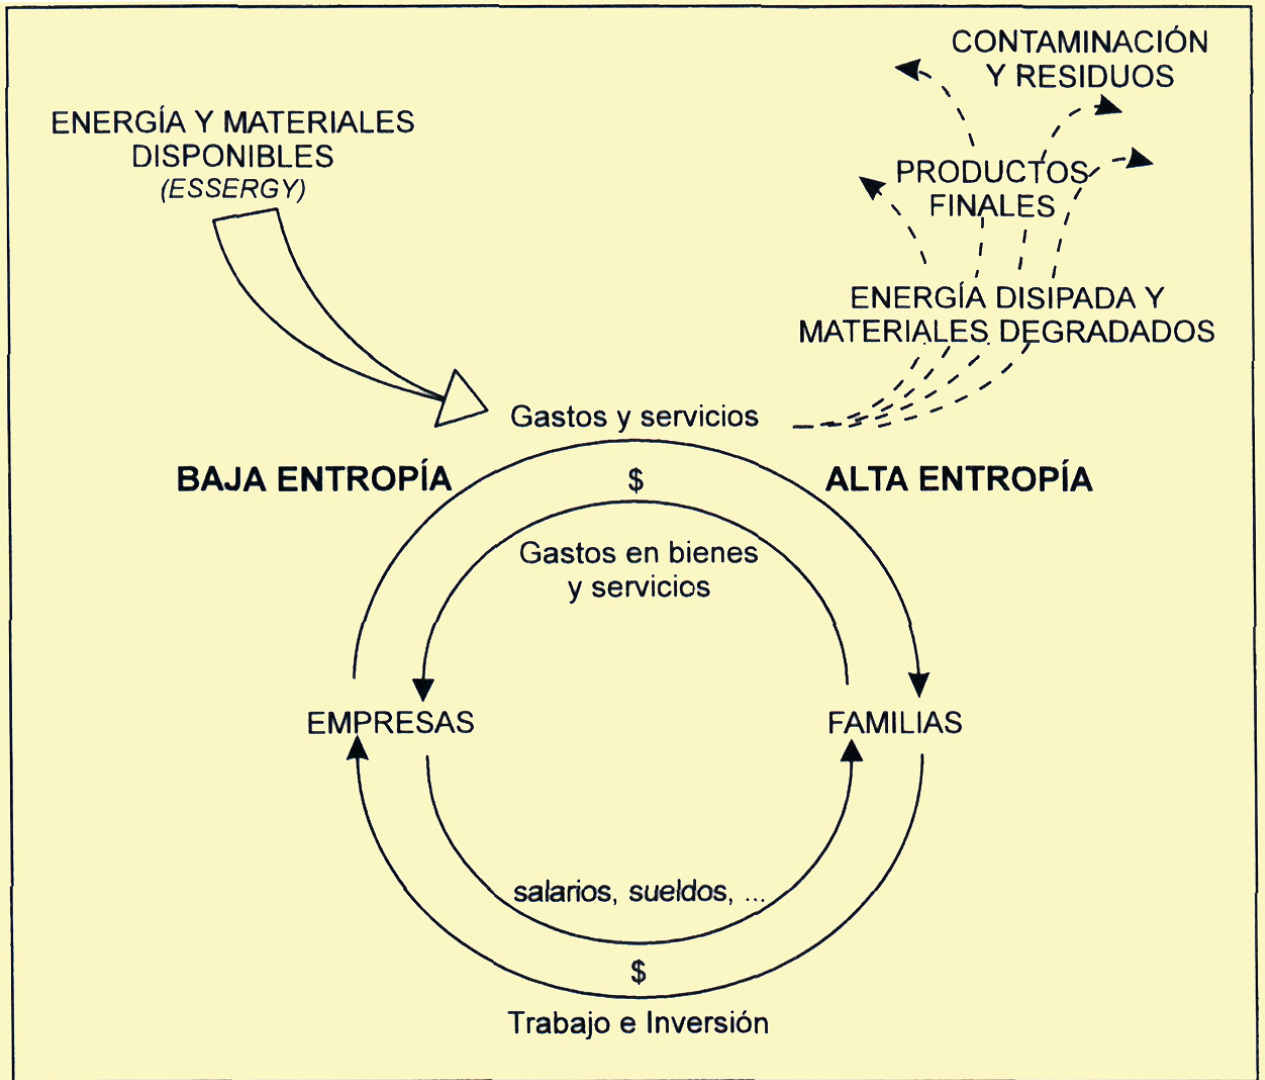 CONTAMINACIÓN
Y RESIDUOS
ENERGÍA Y MATERIALES
DISPONIBLES
(ESSERGY)
PRODUCTOS
FINALES
ENERGÍA DISIPADA Y
MATERIALES DEGRADADOS
Gastos y servicios
BAJA ENTROPÍA
$
ALTA ENTROPÍA
Gastos en bienes
y servicios
EMPRESAS
FAMILIAS
salarios, sueldos, ...
$
Trabajo e Inversión